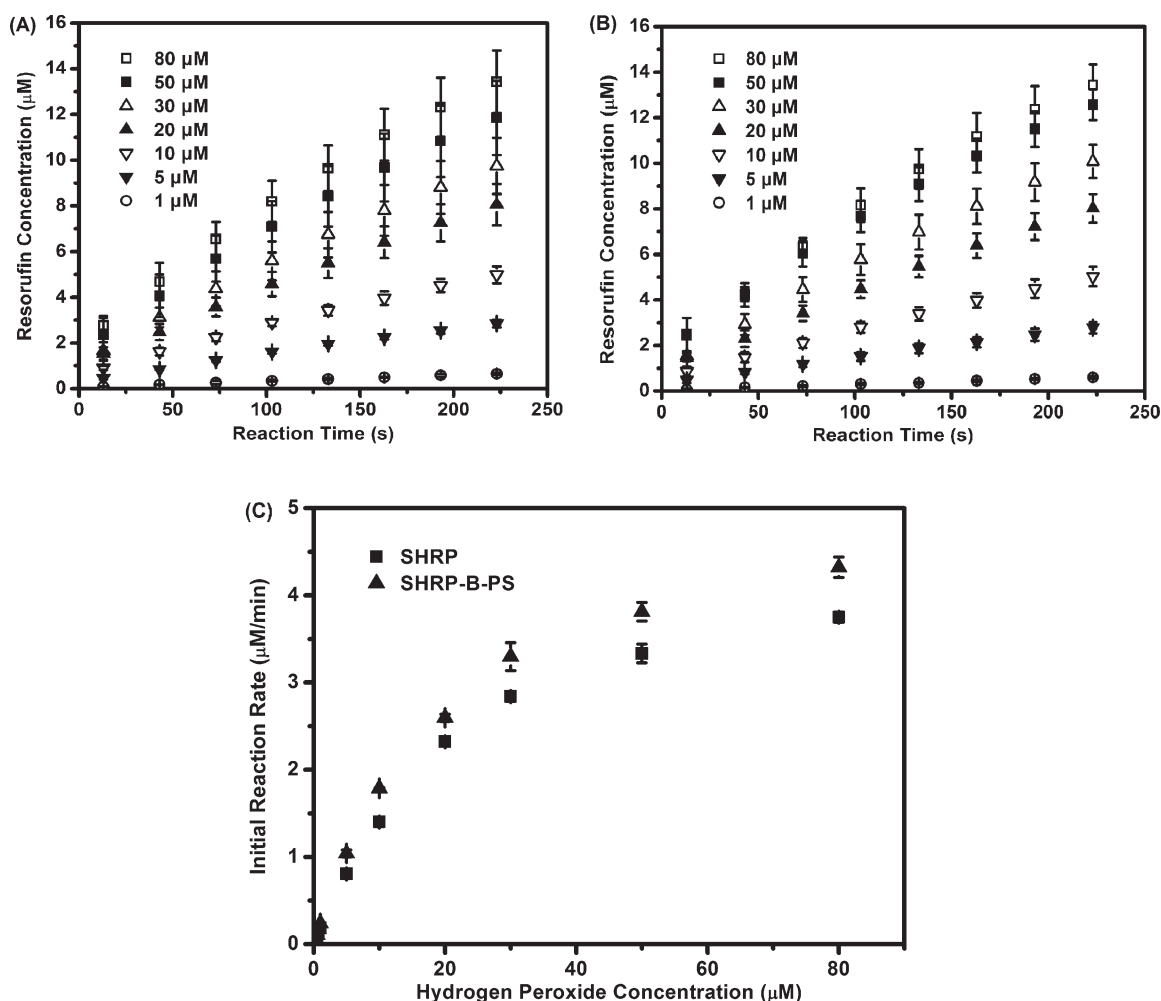 (A)
Resorufin Concentration (μM)
16
14
12
10
8
6
4
2
0
80 μM
50 μM
30 μM
20 μM
10 μM
5 μM
1 μM
0
50
100
150
200
250
Reaction Time (s)
(B)
Resorufin Concentration (μM)
16
14
12
10
8
6
4
2
0
80 μM
50 μM
30 μM
20 μM
10 μM
5 μM
1 μM
0
50
100
150
200
250
Reaction Time (s)
(C)
Initial Reaction Rate (μM/min)
5
4
3
2
1
0
SHRP
SHRP-B-PS
0
20
40
60
80
Hydrogen Peroxide Concentration (μM)